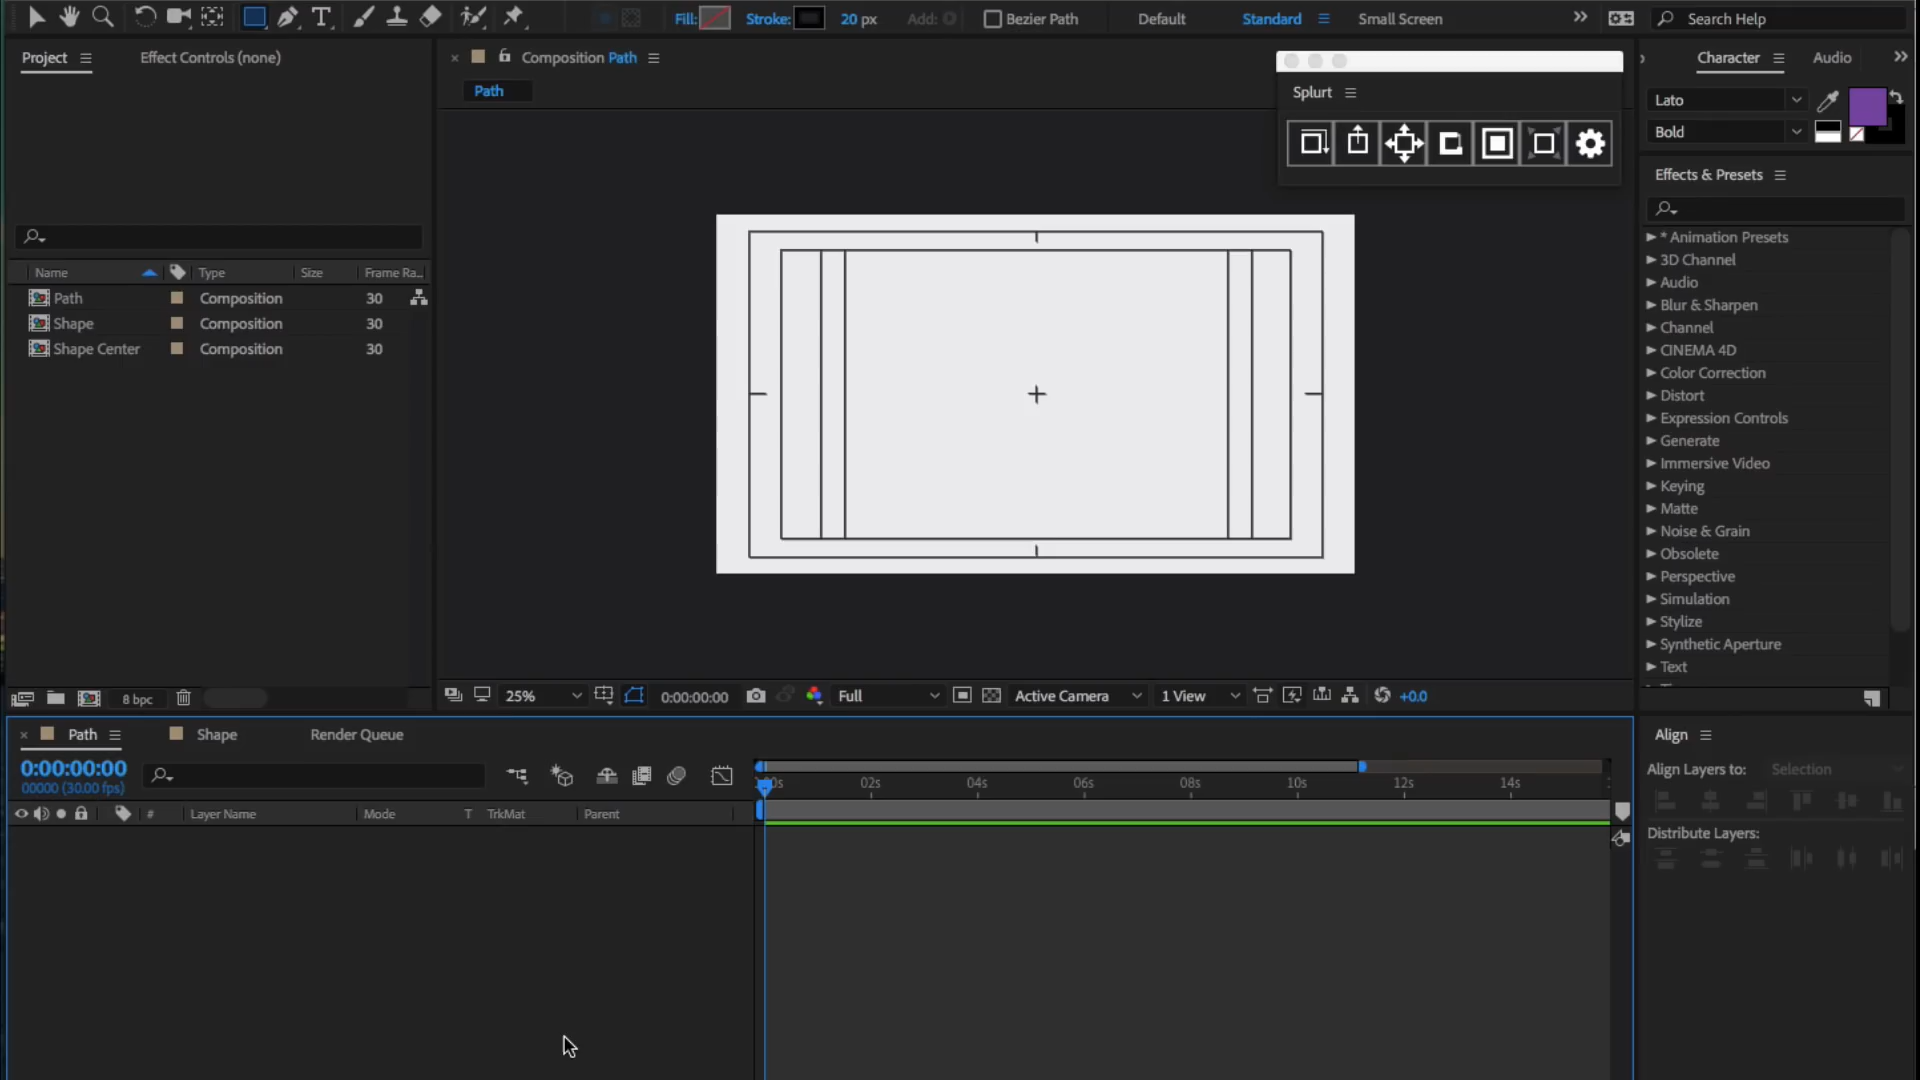 Fill:
Stroke:
20 px
Add:
Bezier Path
Default
Standard
Small Screen
Search Help
Project
Effect Controls (none)
Composition Path
Path
Splurt
Character
Audio
Lato
Bold
Effects & Presets
Name
Type
Size
Frame Ra...
Path
Composition
30
Shape
Composition
30
Shape Center
Composition
30
* Animation Presets
3D Channel
Audio
Blur & Sharpen
Channel
CINEMA 4D
Color Correction
Distort
Expression Controls
Generate
Immersive Video
Keying
Matte
Noise & Grain
Obsolete
Perspective
Simulation
Stylize
Synthetic Aperture
Text
8 bpc
25%
0:00:00:00
Full
Active Camera
1 View
+0.0
Path
Shape
Render Queue
0:00:00:00
00000 (30.00 fps)
02s
04s
06s
08s
10s
12s
14s
#
Layer Name
Mode
T
TrkMat
Parent
Align
Align Layers to:
Selection
Distribute Layers: